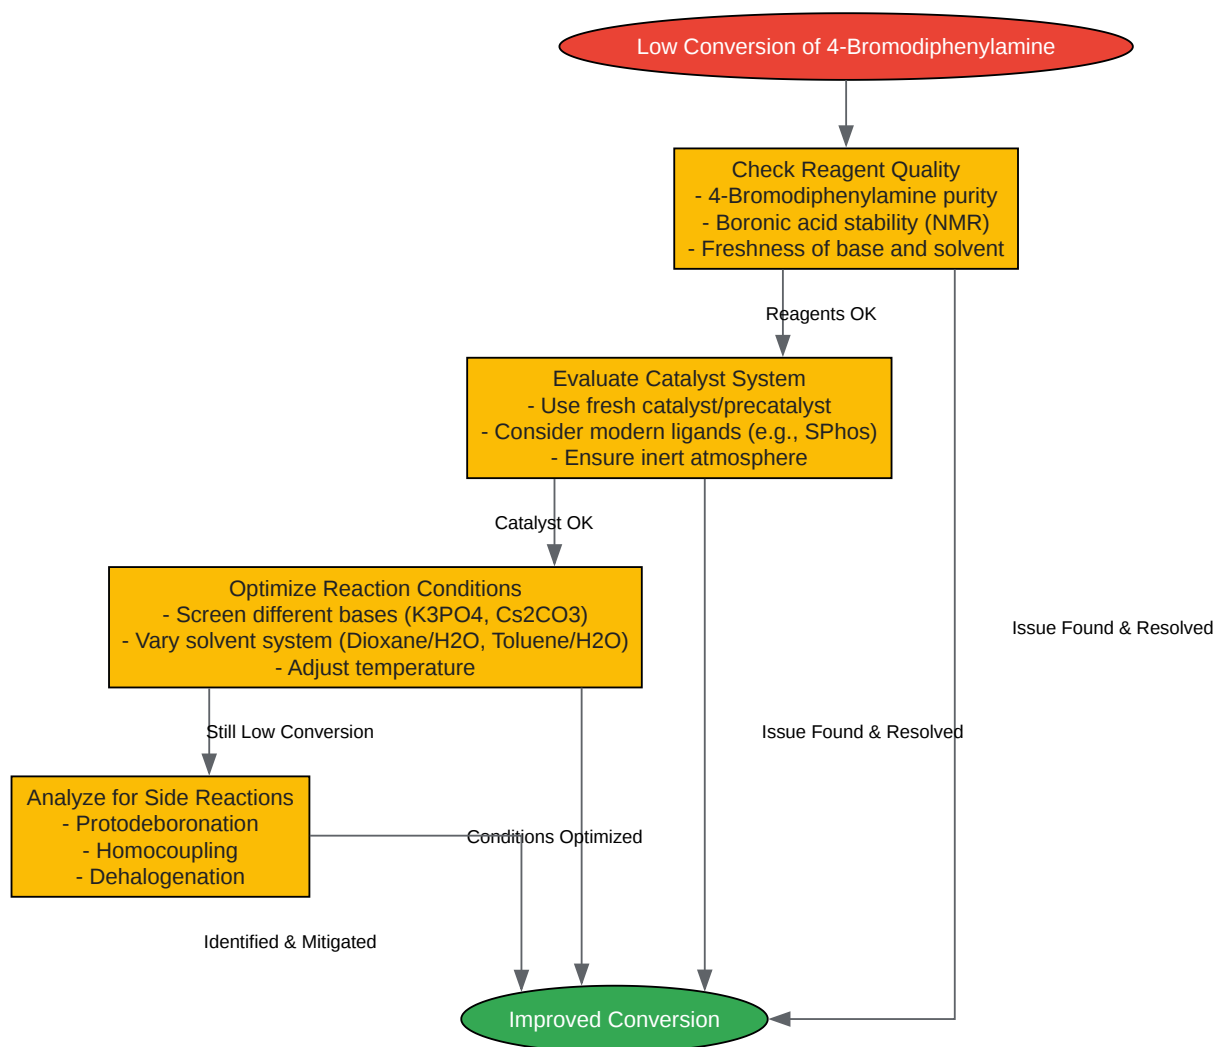 Low Conversion of 4-Bromodiphenylamine
Check Reagent Quality
- 4-Bromodiphenylamine purity
- Boronic acid stability (NMR)
- Freshness of base and solvent
Reagents OK
Evaluate Catalyst System
- Use fresh catalyst/precatalyst
- Consider modern ligands (e.g., SPhos)
- Ensure inert atmosphere
Catalyst OK
Optimize Reaction Conditions
- Screen different bases (K3PO4, Cs2CO3)
- Vary solvent system (Dioxane/H2O, Toluene/H2O)
- Adjust temperature
Issue Found & Resolved
Still Low Conversion
Issue Found & Resolved
Analyze for Side Reactions
- Protodeboronation
- Homocoupling
- Dehalogenation
Conditions Optimized
Identified & Mitigated
Improved Conversion